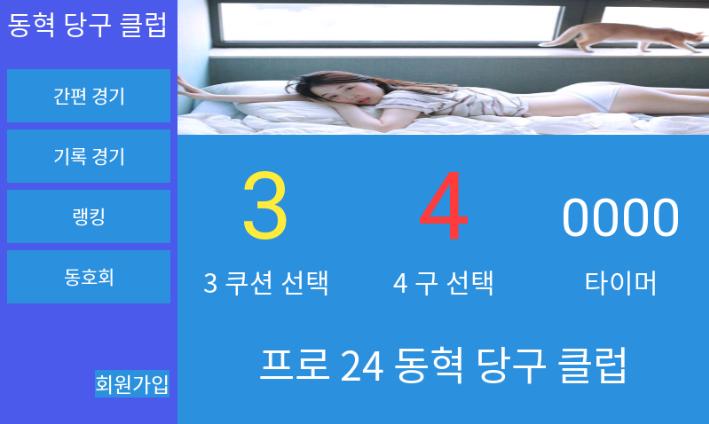 동혁 당구 클럽
간편 경기
기록 경기
랭킹
동호회
회원가입
3
4
0000
3 쿠션 선택
4 구 선택
타이머
프로 24 동혁 당구 클럽